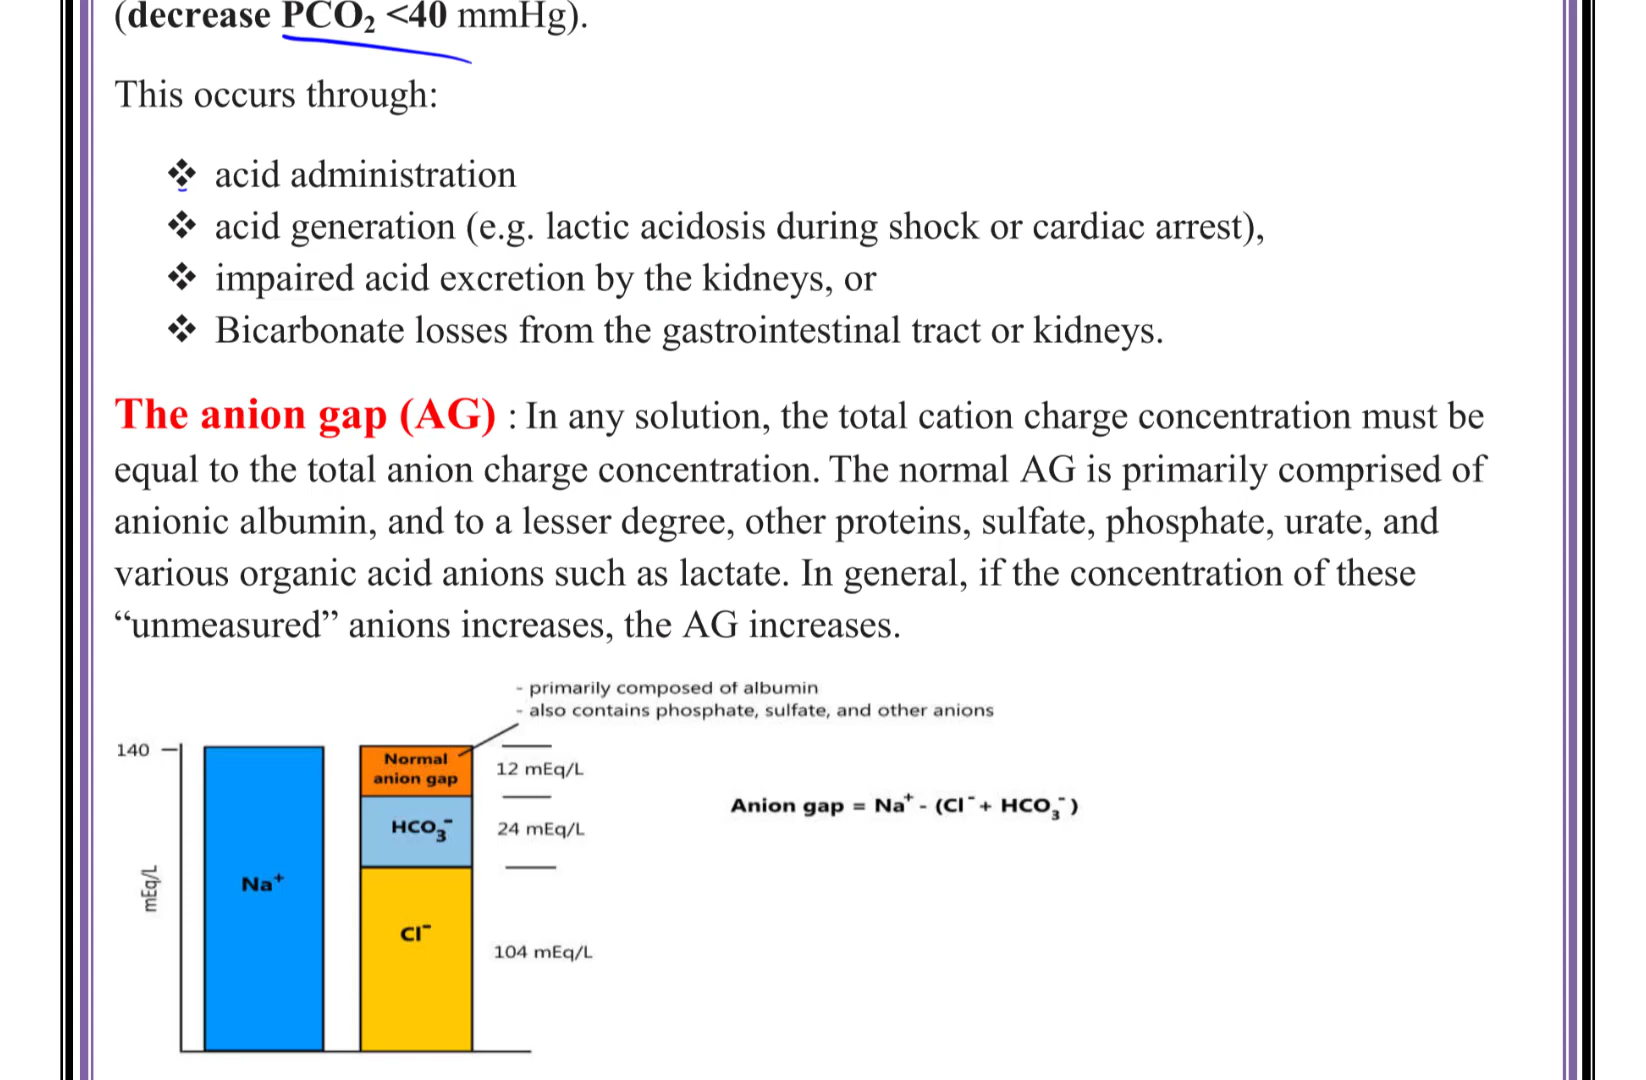 (decrease PCO₂ <40 mmHg).
This occurs through:
❖ acid administration
❖ acid generation (e.g. lactic acidosis during shock or cardiac arrest),
❖ impaired acid excretion by the kidneys, or
❖ Bicarbonate losses from the gastrointestinal tract or kidneys.
The anion gap (AG) : In any solution, the total cation charge concentration must be
equal to the total anion charge concentration. The normal AG is primarily comprised of
anionic albumin, and to a lesser degree, other proteins, sulfate, phosphate, urate, and
various organic acid anions such as lactate. In general, if the concentration of these
“unmeasured” anions increases, the AG increases.
- primarily composed of albumin
- also contains phosphate, sulfate, and other anions
140
Normal
anion gap
12 mEq/L
Anion gap = Na⁺ - (Cl⁻ + HCO₃⁻)
HCO₃⁻
24 mEq/L
mEq/L
Na⁺
Cl⁻
104 mEq/L